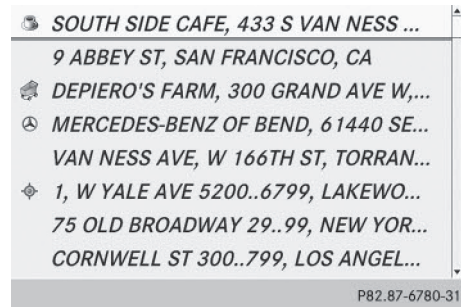 SOUTH SIDE CAFE, 433 S VAN NESS ...
9 ABBEY ST, SAN FRANCISCO, CA
DEPIERO'S FARM, 300 GRAND AVE W,...
MERCEDES-BENZ OF BEND, 61440 SE...
VAN NESS AVE, W 166TH ST, TORRAN...
1, W YALE AVE 5200..6799, LAKEWO...
75 OLD BROADWAY 29..99, NEW YOR...
CORNWELL ST 300..799, LOS ANGEL...
P82.87-6780-31